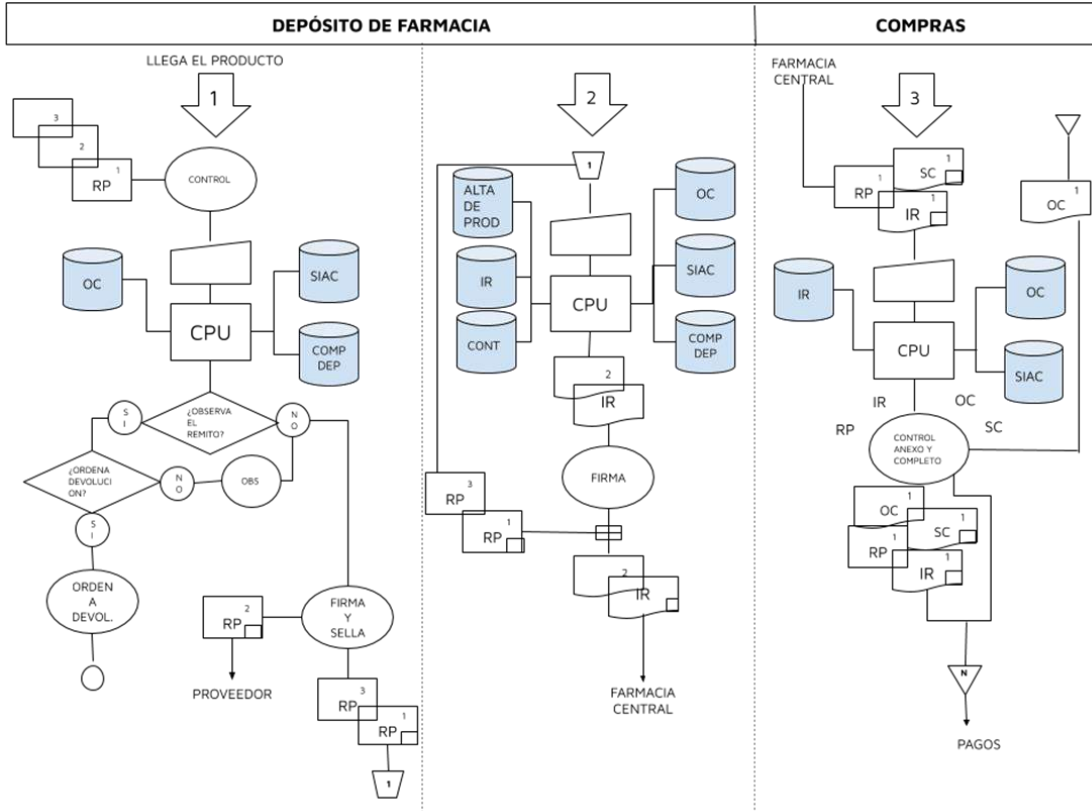 DEPÓSITO DE FARMACIA
COMPRAS
LLEGA EL PRODUCTO
1
3
2
1
RP
CONTROL
OC
SIAC
CPU
COMP
DEP
¿OBSERVA
EL
REMITO?
S
I
N
O
¿ORDENA
DEVOLUCI
ON?
N
O
OBS
S
I
ORDEN
A
DEVOL.
2
RP
FIRMA
Y
SELLA
PROVEEDOR
3
RP
1
RP
1
2
1
ALTA
DE
PROD
OC
IR
SIAC
CPU
CONT
COMP
DEP
2
IR
FIRMA
3
RP
1
RP
2
IR
FARMACIA
CENTRAL
FARMACIA
CENTRAL
3
1
SC
1
RP
1
IR
1
OC
IR
OC
CPU
SIAC
IR
OC
RP
SC
CONTROL
ANEXO Y
COMPLETO
1
OC
1
SC
1
RP
1
IR
N
PAGOS